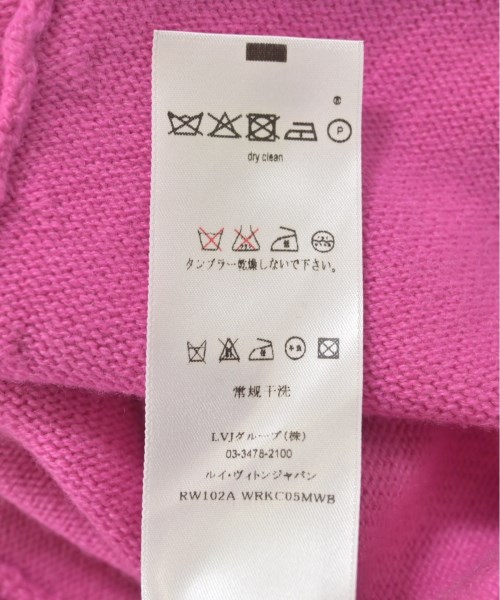 ®
P
dry clean
タンブラー乾燥しないで下さい。
常规干洗
LVJグループ(株)
03-3478-2100
ルイ・ヴィトンジャパン
RW102A WRKC05MWB